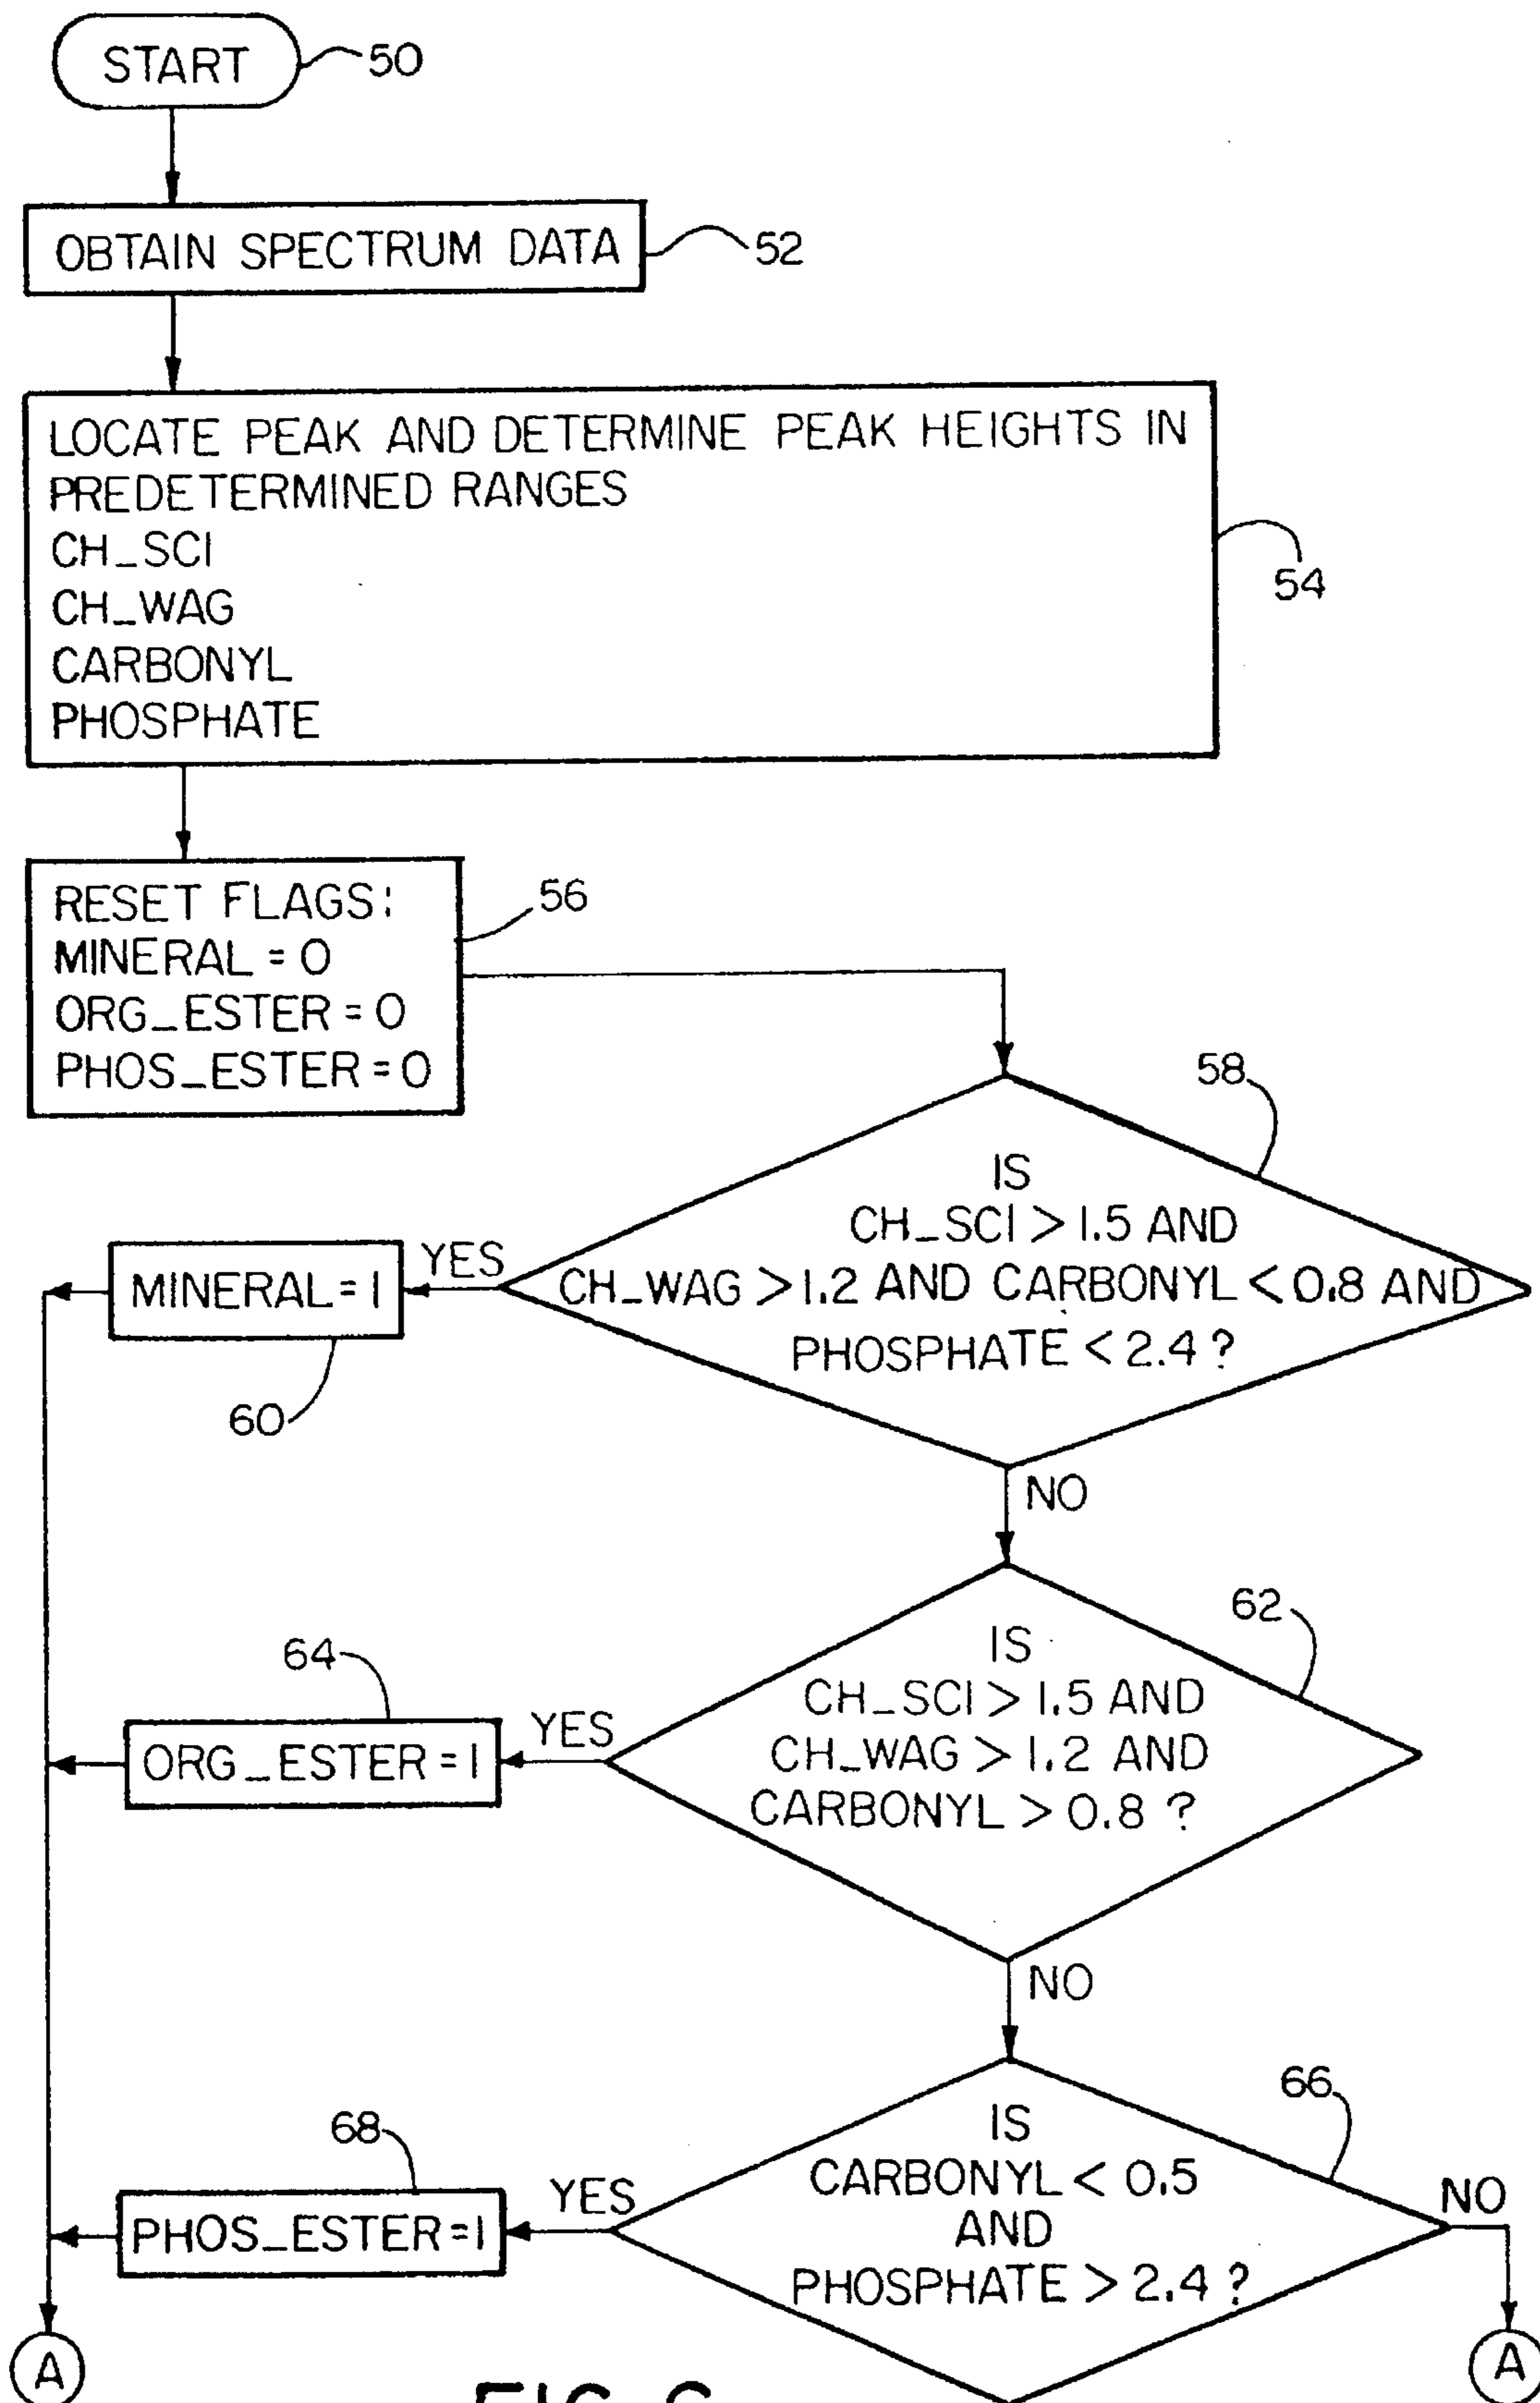 START
50
OBTAIN SPECTRUM DATA
52
LOCATE PEAK AND DETERMINE PEAK HEIGHTS IN
PREDETERMINED RANGES
CH_SCI
CH_WAG
CARBONYL
PHOSPHATE
54
RESET FLAGS:
MINERAL = 0
ORG_ESTER = 0
PHOS_ESTER = 0
56
58
IS
CH_SCI > 1.5 AND
CH_WAG > 1.2 AND CARBONYL < 0.8 AND
PHOSPHATE < 2.4 ?
YES
MINERAL = 1
60
NO
62
IS
CH_SCI > 1.5 AND
CH_WAG > 1.2 AND
CARBONYL > 0.8 ?
YES
64
ORG_ESTER = 1
NO
66
IS
CARBONYL < 0.5
AND
PHOSPHATE > 2.4 ?
YES
68
PHOS_ESTER = 1
NO
A
A